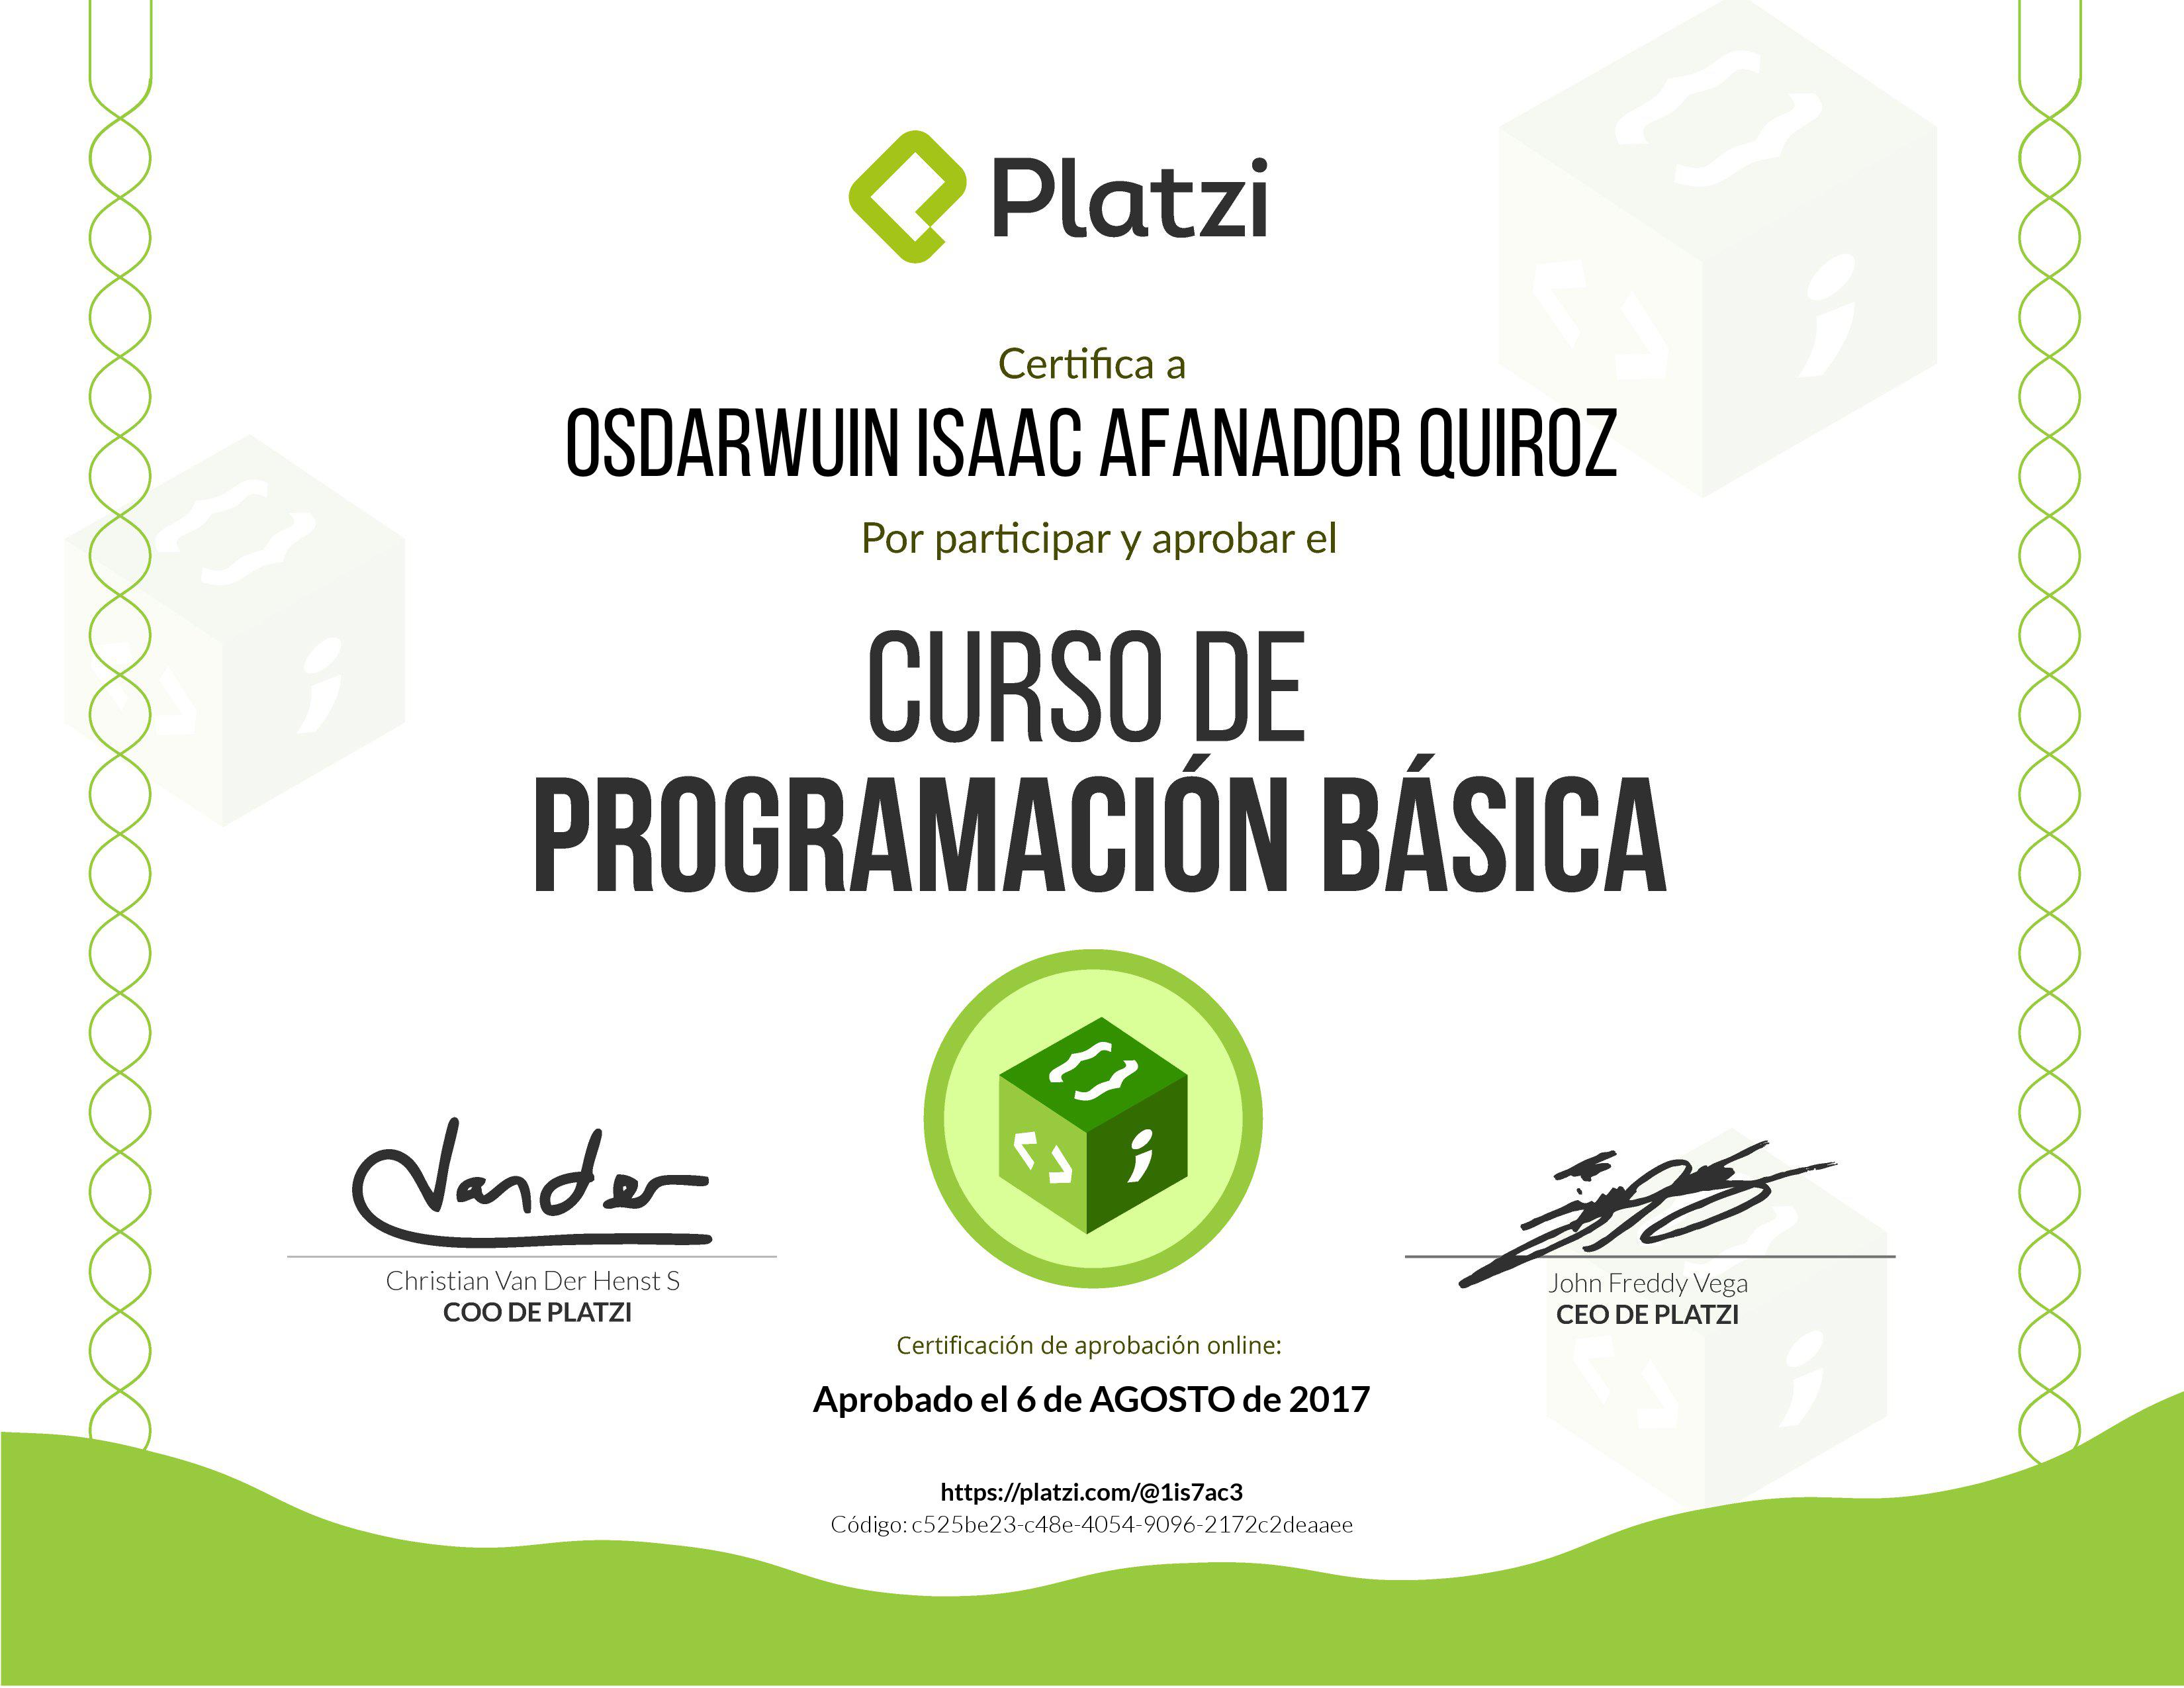 Platzi
Certifica a
OSDARWUIN ISAAC AFANADOR QUIROZ
Por participar y aprobar el
CURSO DE
PROGRAMACIÓN BÁSICA
Vander
Christian Van Der Henst S
COO DE PLATZI
John Freddy Vega
CEO DE PLATZI
Certificación de aprobación online:
Aprobado el 6 de AGOSTO de 2017
https://platzi.com/@1is7ac3
Código: c525be23-c48e-4054-9096-2172c2deaaee